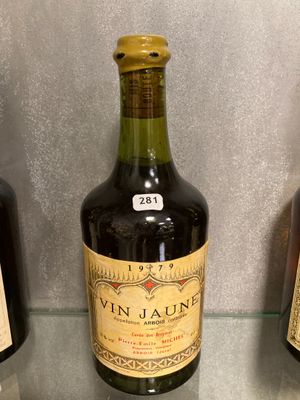 281
1979
VIN JAUNE
Appellation ARBOIS Contrôlée
Pierre-Emile MICHEL
ARBOIS (Jura)